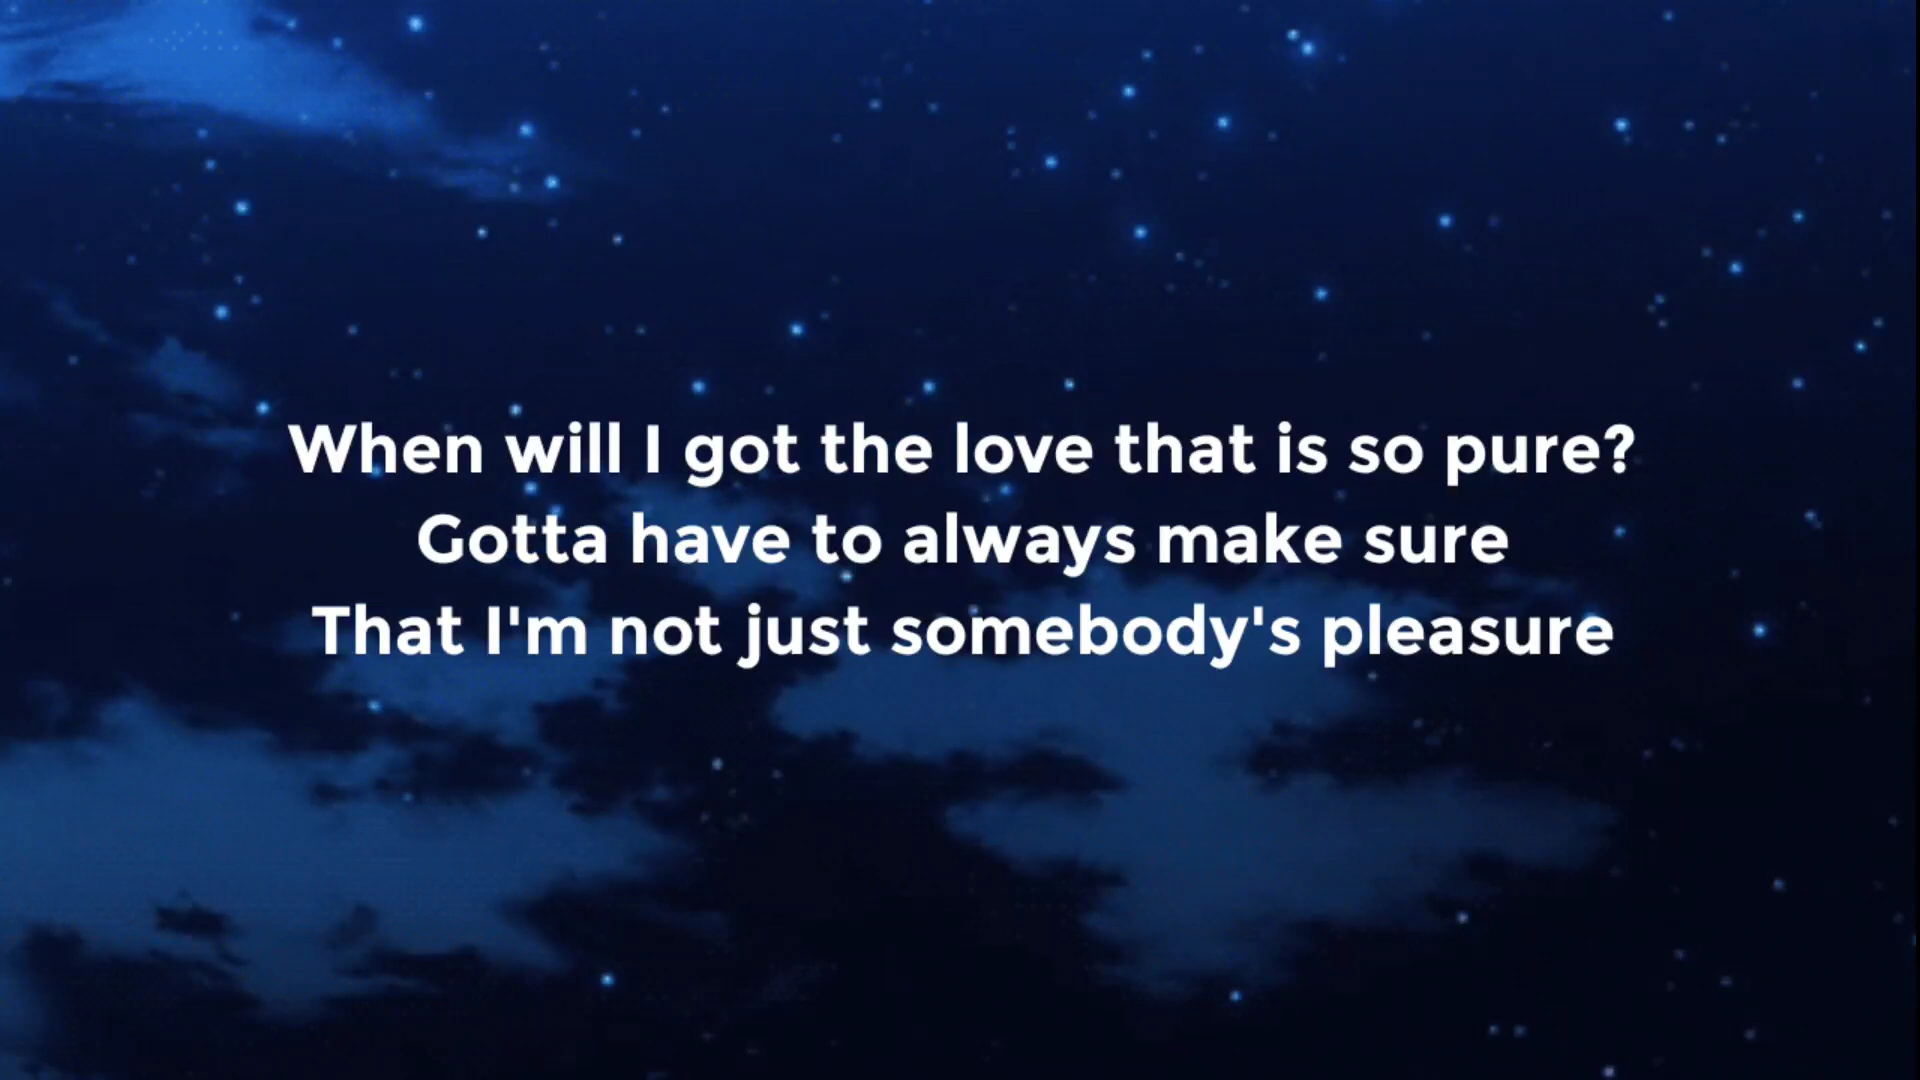 When will I got the love that is so pure?
Gotta have to always make sure
That I'm not just somebody's pleasure